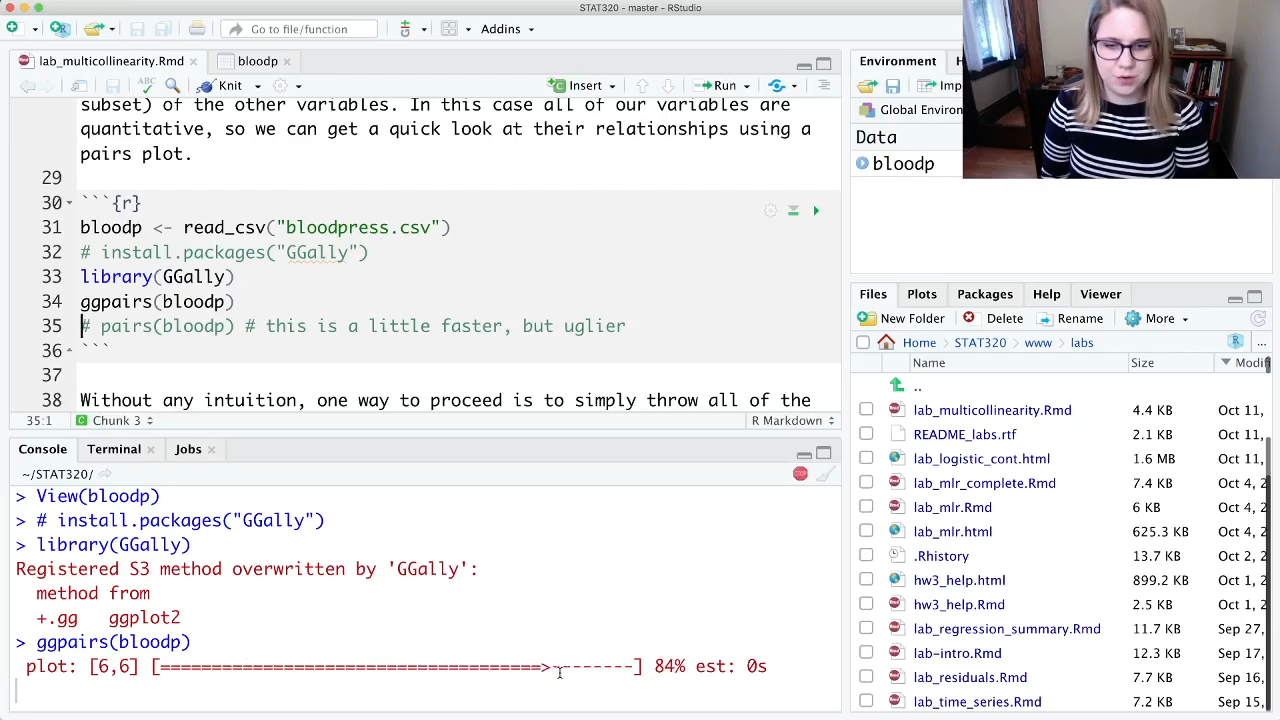 STAT320 - master - RStudio
Go to file/function
Addins
lab_multicollinearity.Rmd
bloodp
ABC
Knit
Insert
Run
subset) of the other variables. In this case all of our variables are
quantitative, so we can get a quick look at their relationships using a
pairs plot.
29
30 ```{r}
31 bloodp <- read_csv("bloodpress.csv")
32 # install.packages("GGally")
33 library(GGally)
34 ggpairs(bloodp)
35 # pairs(bloodp) # this is a little faster, but uglier
36 ```
37
38 Without any intuition, one way to proceed is to simply throw all of the
35:1 Chunk 3 R Markdown
Console Terminal Jobs
~/STAT320/
STOP
> View(bloodp)
> # install.packages("GGally")
> library(GGally)
Registered S3 method overwritten by 'GGally':
method from
+.gg ggplot2
> ggpairs(bloodp)
plot: [6,6] [=====================================>--------] 84% est: 0s
Environment H
Imp
Global Enviro
Data
bloodp
Files Plots Packages Help Viewer
New Folder Delete Rename More
Home STAT320 www labs ...
Name Size Modif
..
lab_multicollinearity.Rmd 4.4 KB Oct 11,
README_labs.rtf 2.1 KB Oct 11,
lab_logistic_cont.html 1.6 MB Oct 11,
lab_mlr_complete.Rmd 7.4 KB Oct 4, 2
lab_mlr.Rmd 6 KB Oct 4, 2
lab_mlr.html 625.3 KB Oct 4, 2
.Rhistory 13.7 KB Oct 2, 2
hw3_help.html 899.2 KB Oct 1, 2
hw3_help.Rmd 2.5 KB Oct 1, 2
lab_regression_summary.Rmd 11.7 KB Sep 27,
lab-intro.Rmd 12.3 KB Sep 17,
lab_residuals.Rmd 7.7 KB Sep 16,
lab_time_series.Rmd 7.2 KB Sep 15,